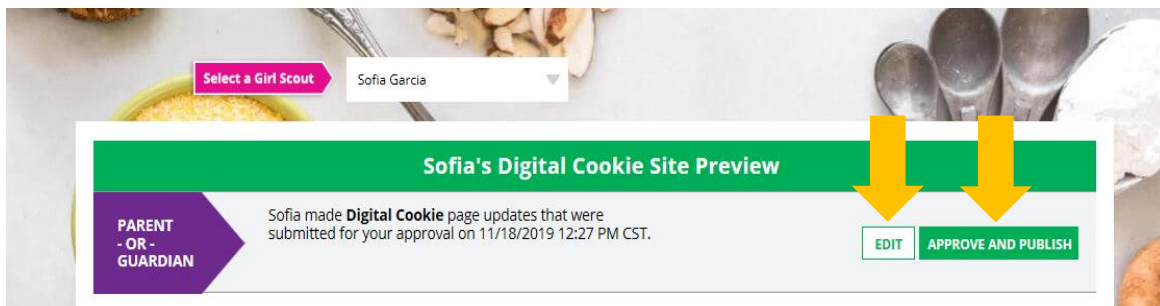 Select a Girl Scout
Sofia Garcia
Sofia's Digital Cookie Site Preview
PARENT
- OR -
GUARDIAN
Sofia made Digital Cookie page updates that were
submitted for your approval on 11/18/2019 12:27 PM CST.
EDIT
APPROVE AND PUBLISH